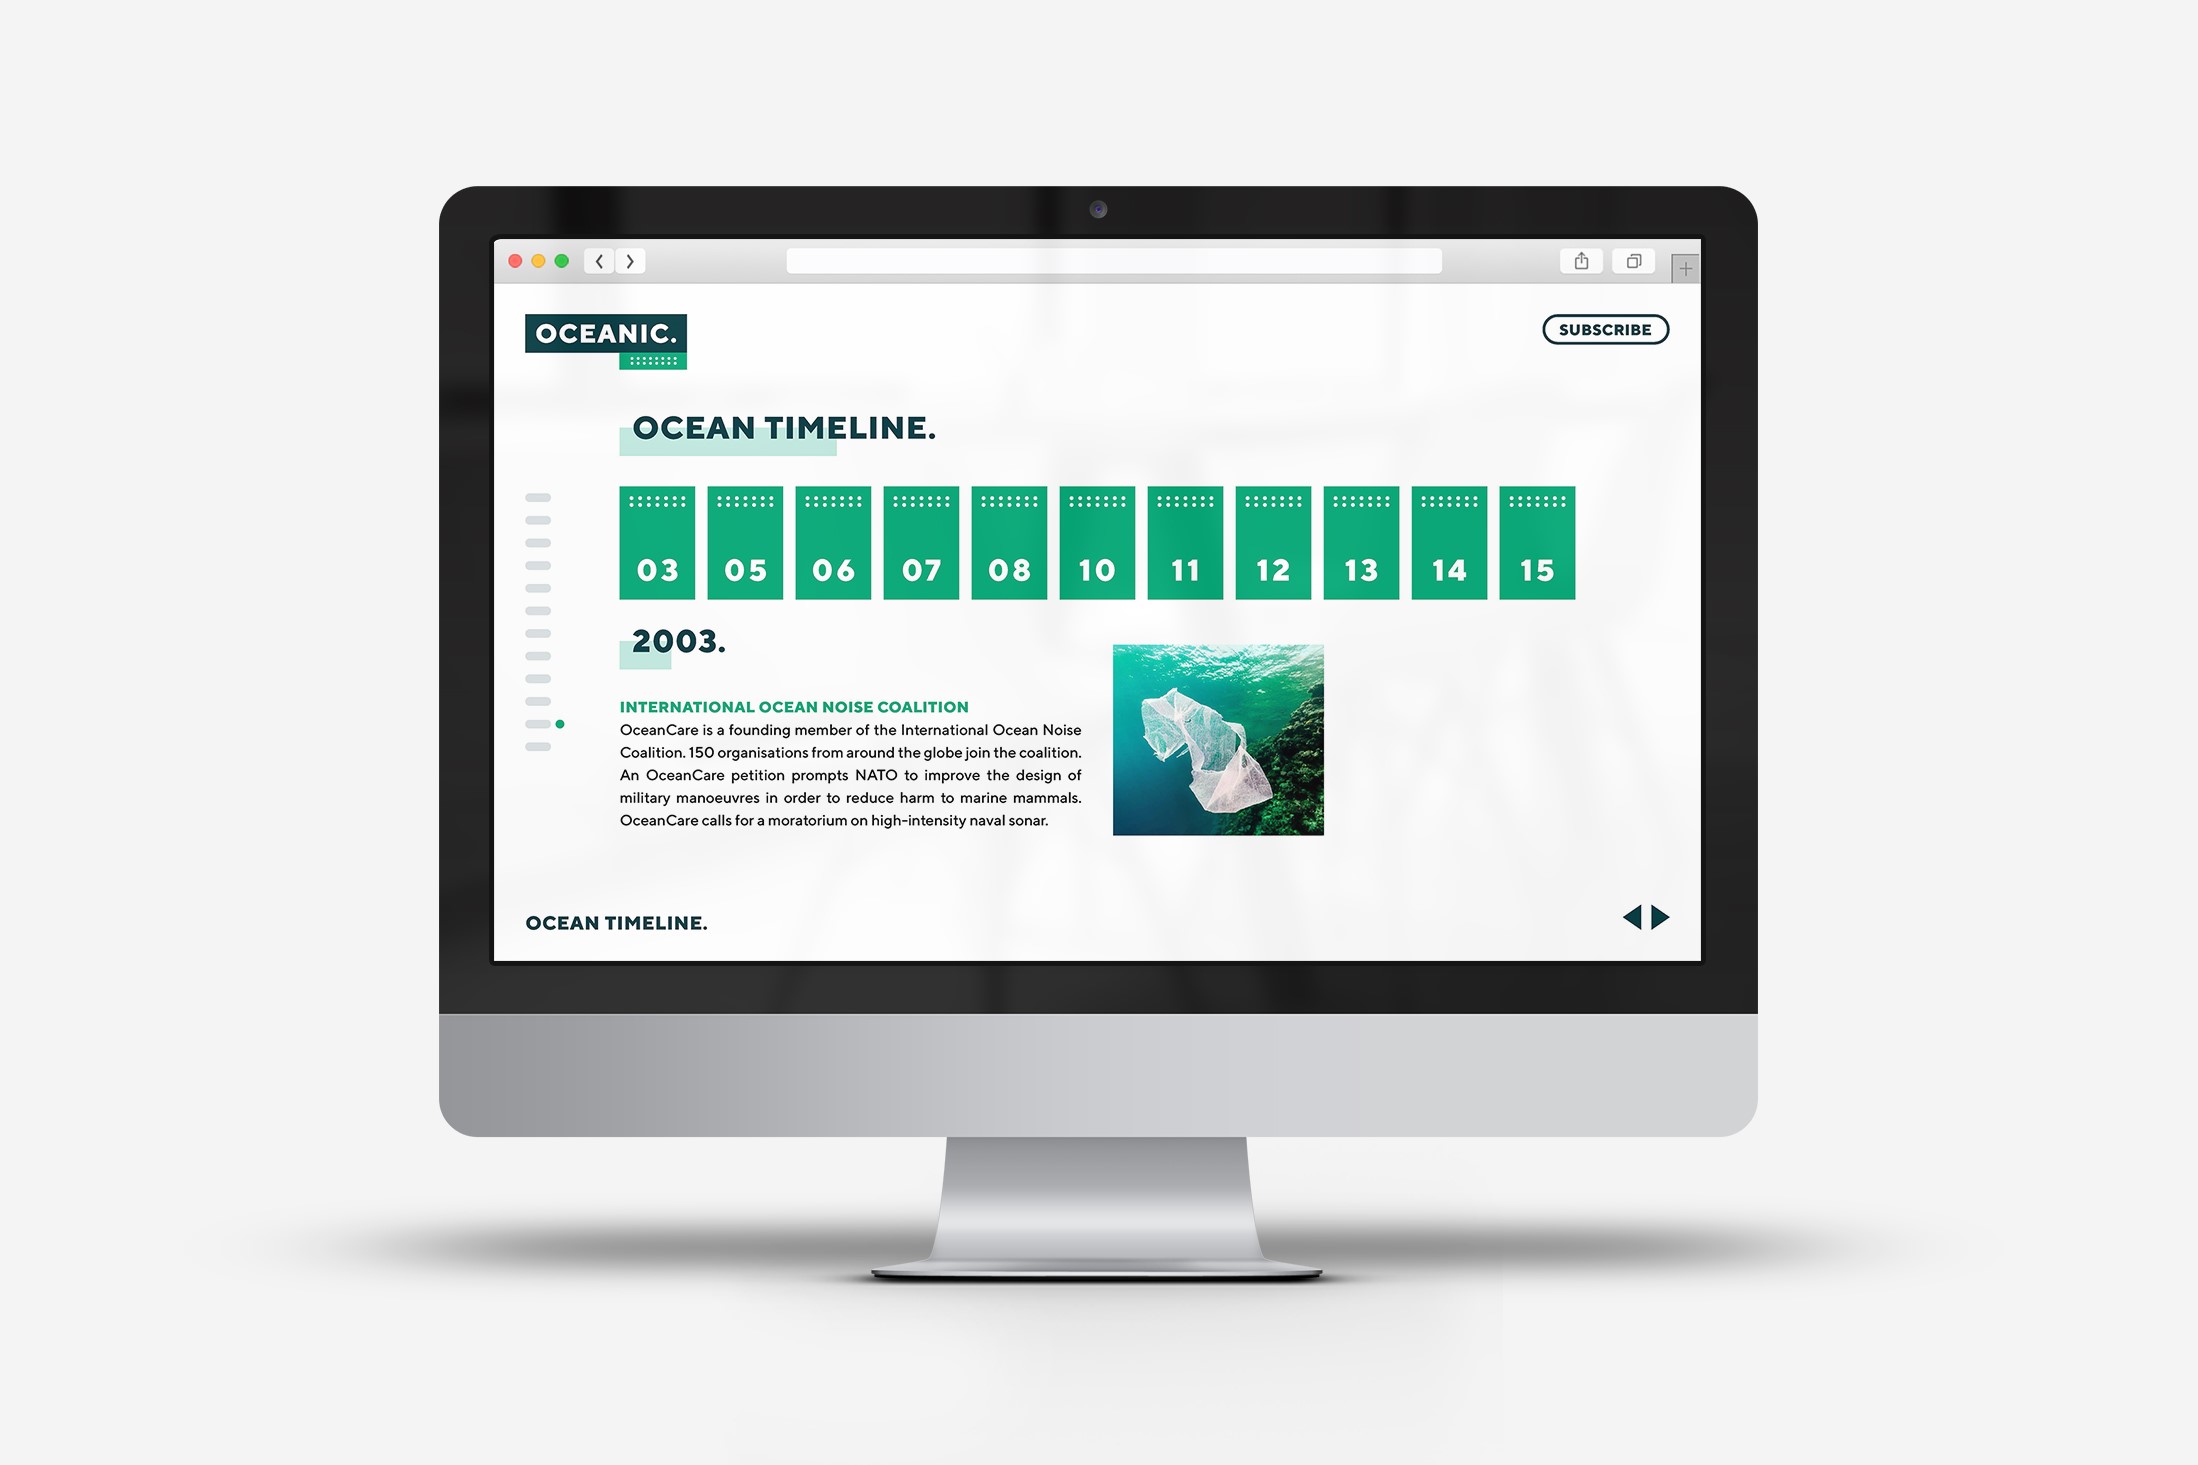 OCEANIC.
SUBSCRIBE
OCEAN TIMELINE.
03 05 06 07 08 10 11 12 13 14 15
2003.
INTERNATIONAL OCEAN NOISE COALITION
OceanCare is a founding member of the International Ocean Noise
Coalition. 150 organisations from around the globe join the coalition.
An OceanCare petition prompts NATO to improve the design of
military manoeuvres in order to reduce harm to marine mammals.
OceanCare calls for a moratorium on high-intensity naval sonar.
OCEAN TIMELINE.